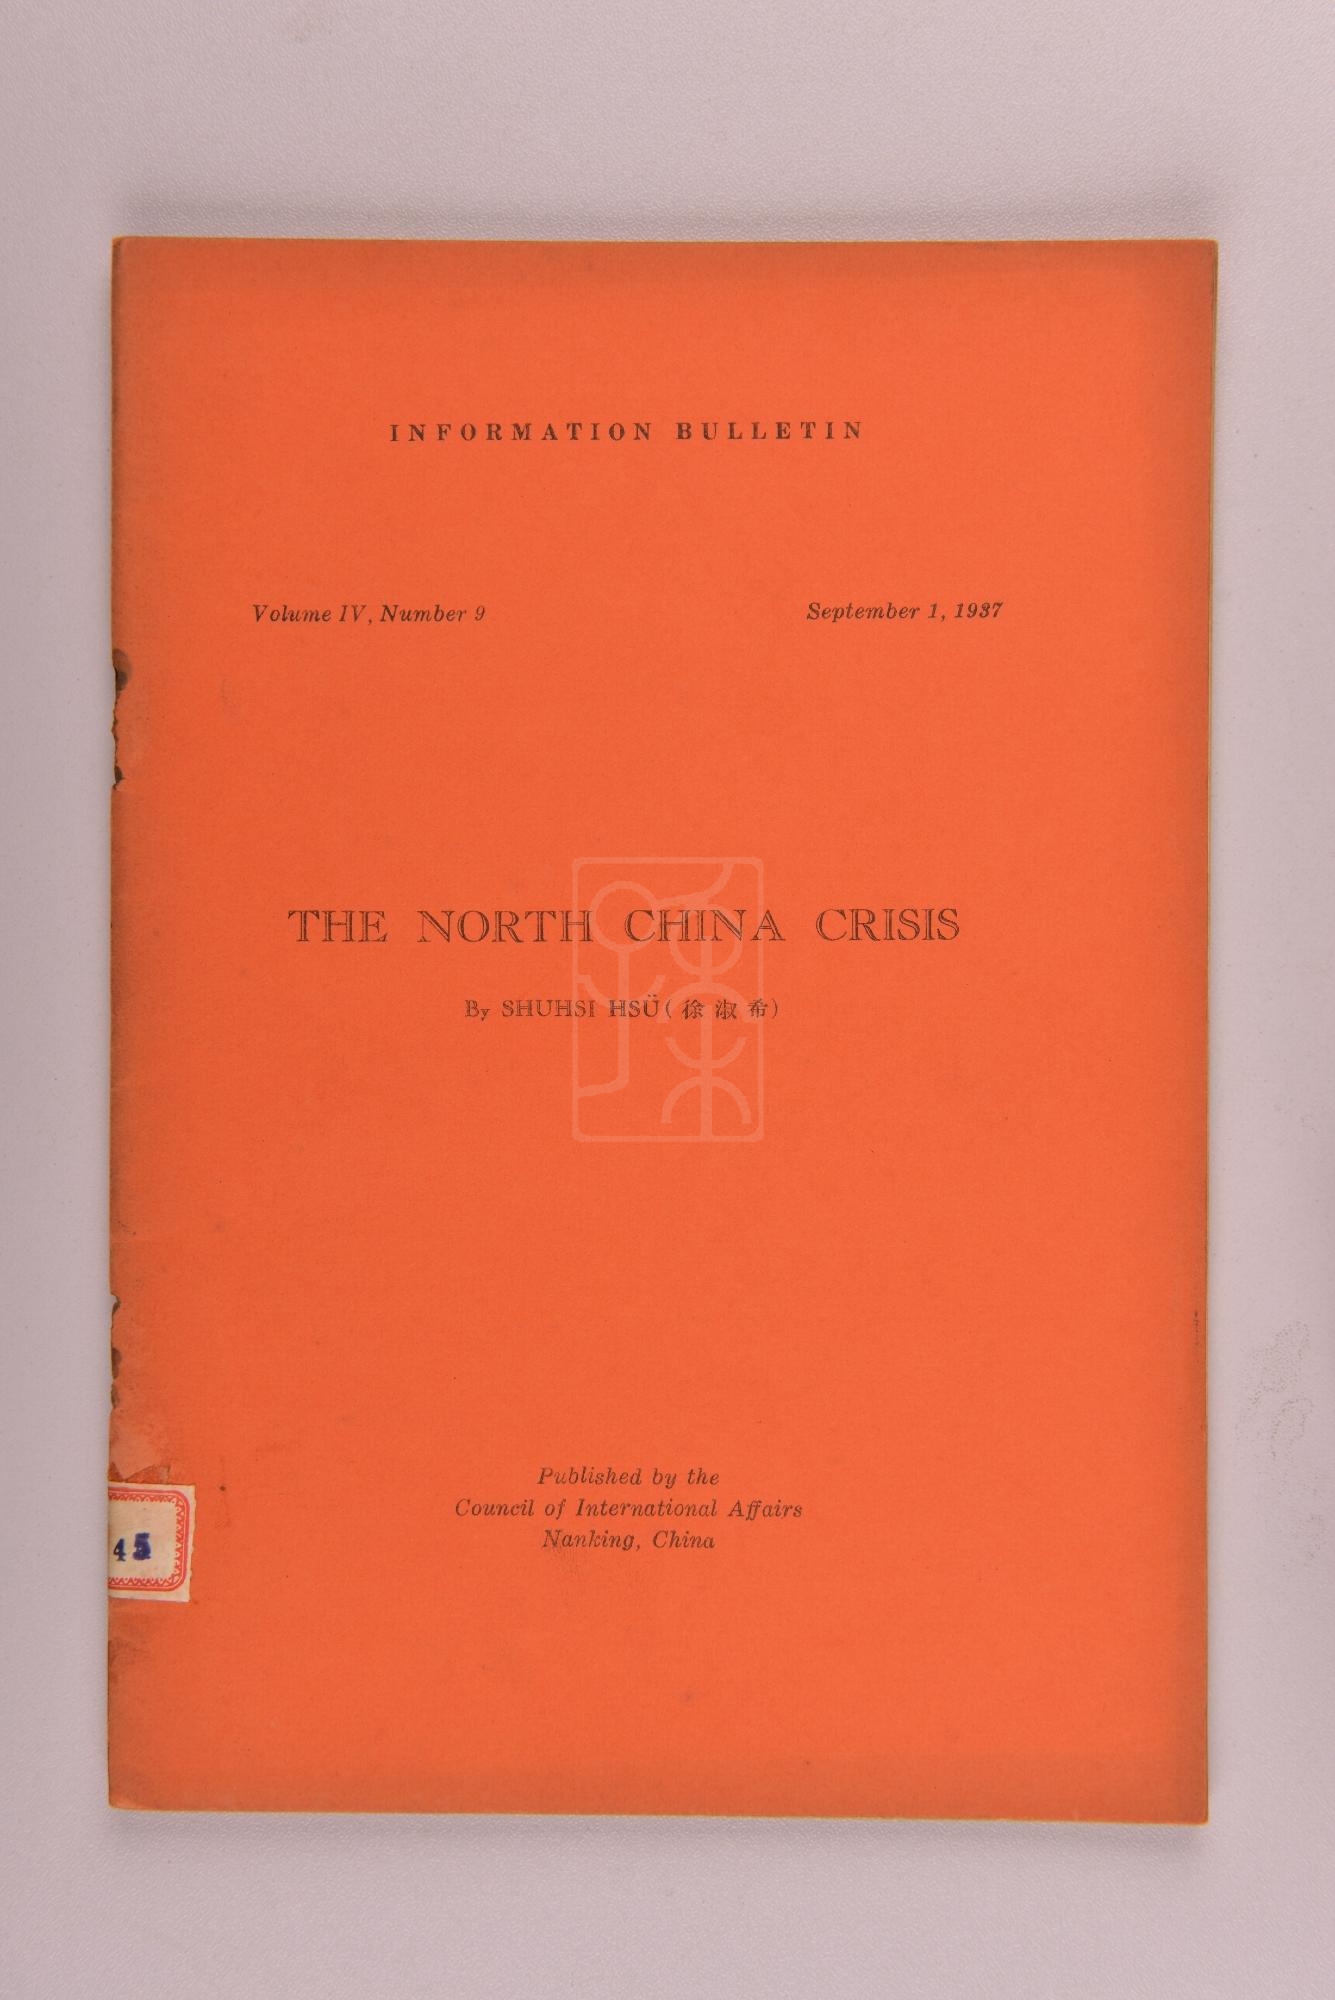 INFORMATION BULLETIN
Volume IV, Number 9
September 1, 1937
THE NORTH CHINA CRISIS
By SHUHSI HSÜ (徐淑希)
Published by the
Council of International Affairs
Nanking, China
45